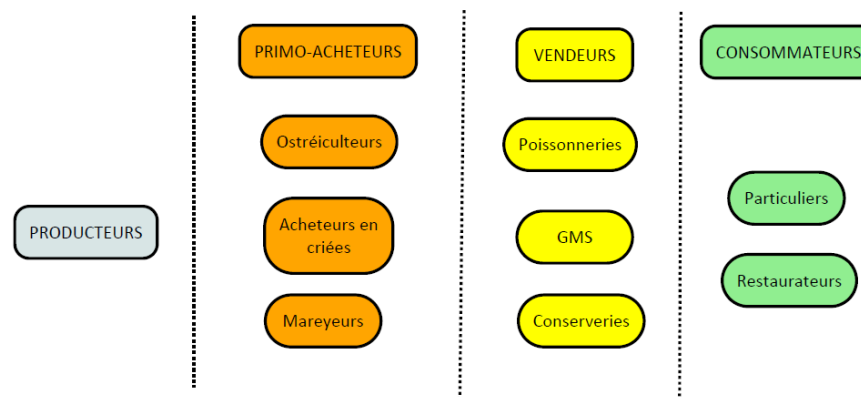 PRIMO-ACHETEURS
VENDEURS
CONSOMMATEURS
Ostréiculteurs
Poissonneries
Particuliers
PRODUCTEURS
Acheteurs en
criées
GMS
Restaurateurs
Mareyeurs
Conserveries